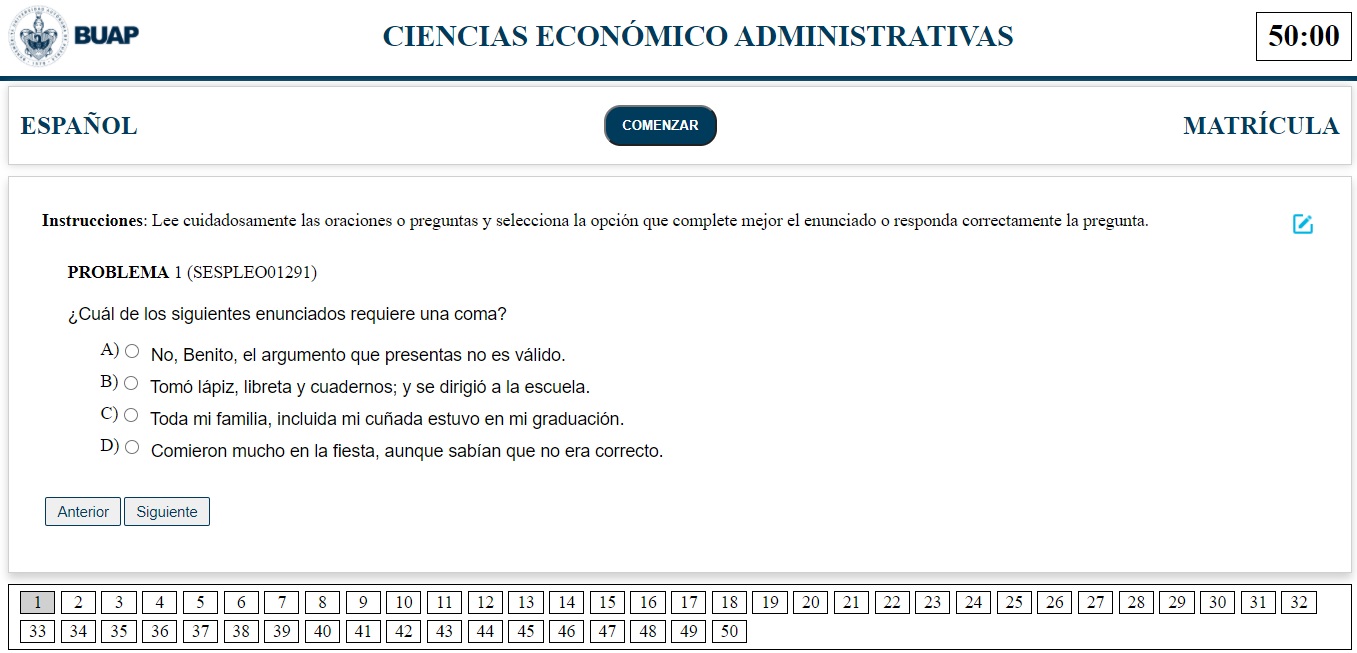 BUAP
CIENCIAS ECONÓMICO ADMINISTRATIVAS
50:00
ESPAÑOL
COMENZAR
MATRÍCULA
Instrucciones: Lee cuidadosamente las oraciones o preguntas y selecciona la opción que complete mejor el enunciado o responda correctamente la pregunta.
PROBLEMA 1 (SESPLEO01291)
¿Cuál de los siguientes enunciados requiere una coma?
A) No, Benito, el argumento que presentas no es válido.
B) Tomó lápiz, libreta y cuadernos; y se dirigió a la escuela.
C) Toda mi familia, incluida mi cuñada estuvo en mi graduación.
D) Comieron mucho en la fiesta, aunque sabían que no era correcto.
Anterior Siguiente
1 2 3 4 5 6 7 8 9 10 11 12 13 14 15 16 17 18 19 20 21 22 23 24 25 26 27 28 29 30 31 32
33 34 35 36 37 38 39 40 41 42 43 44 45 46 47 48 49 50